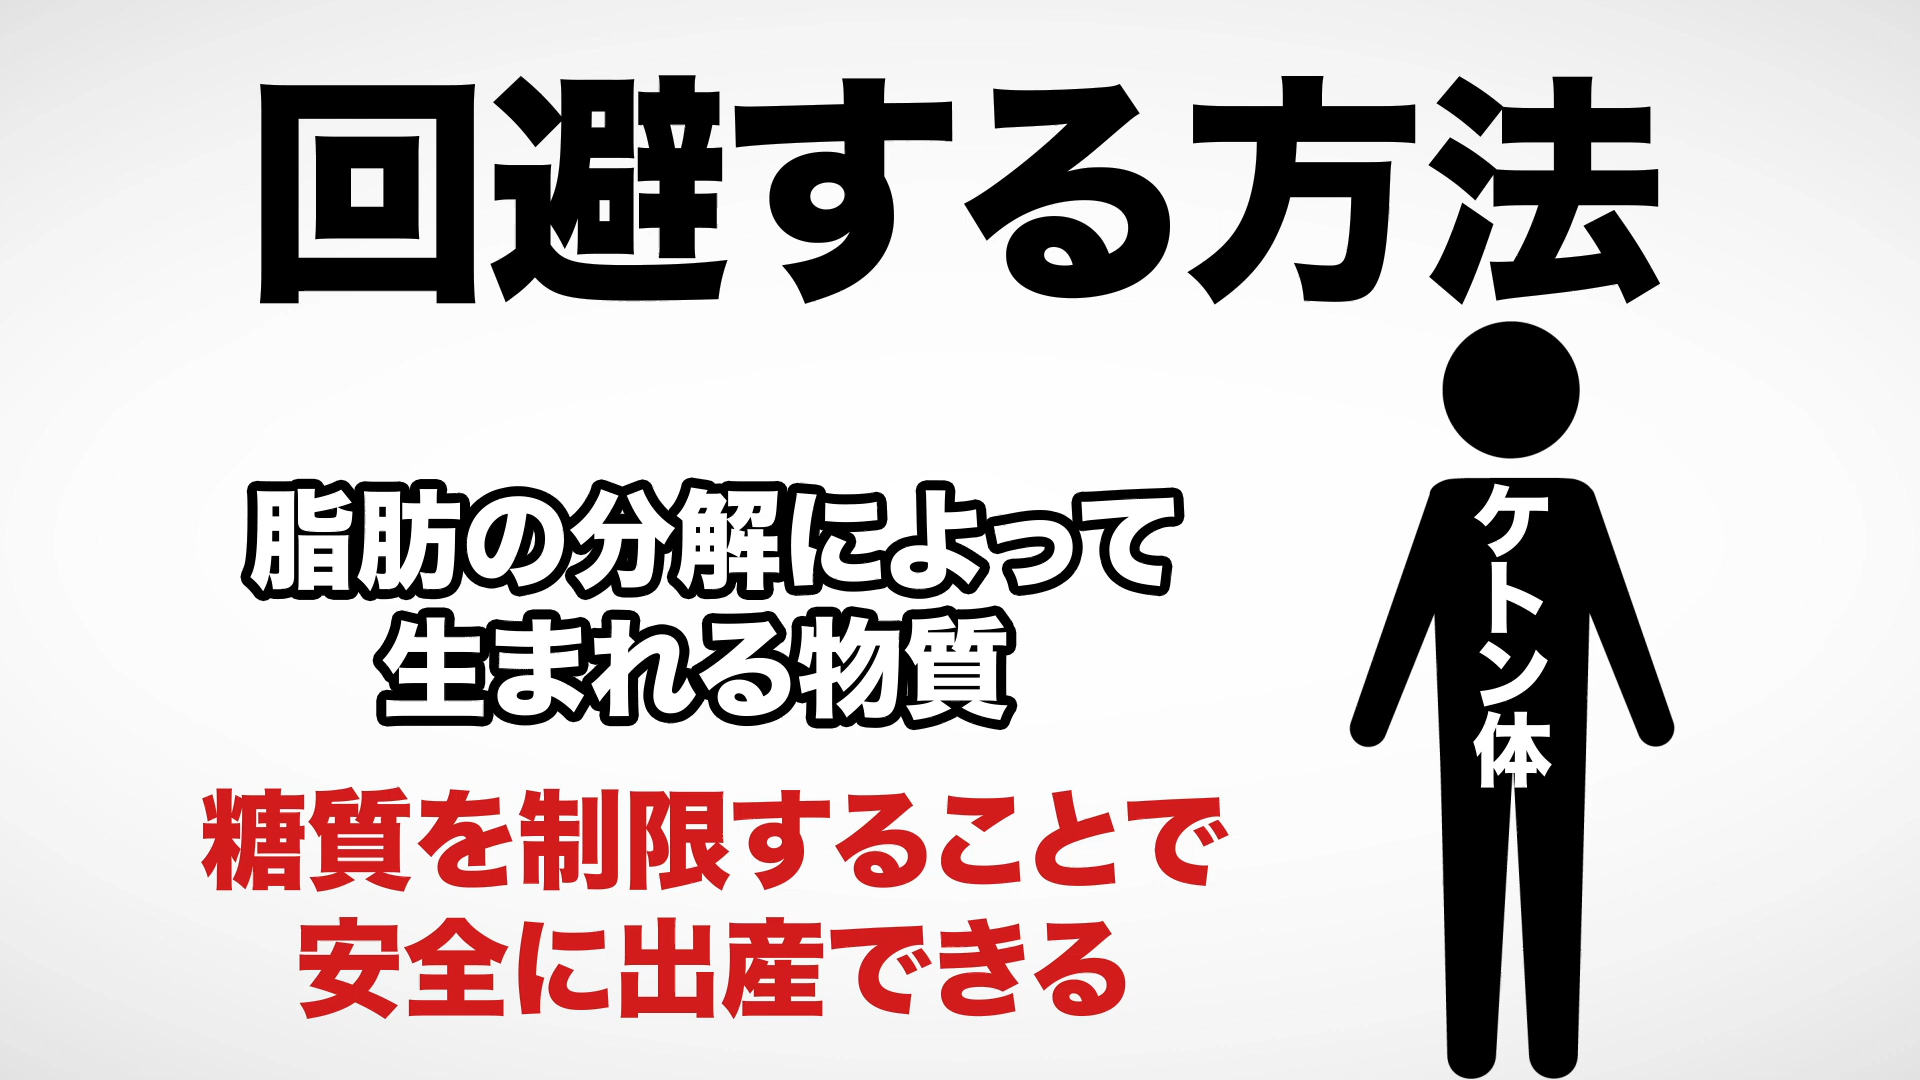 回避する方法
脂肪の分解によって
生まれる物質
糖質を制限することで
安全に出産できる
ケトン体